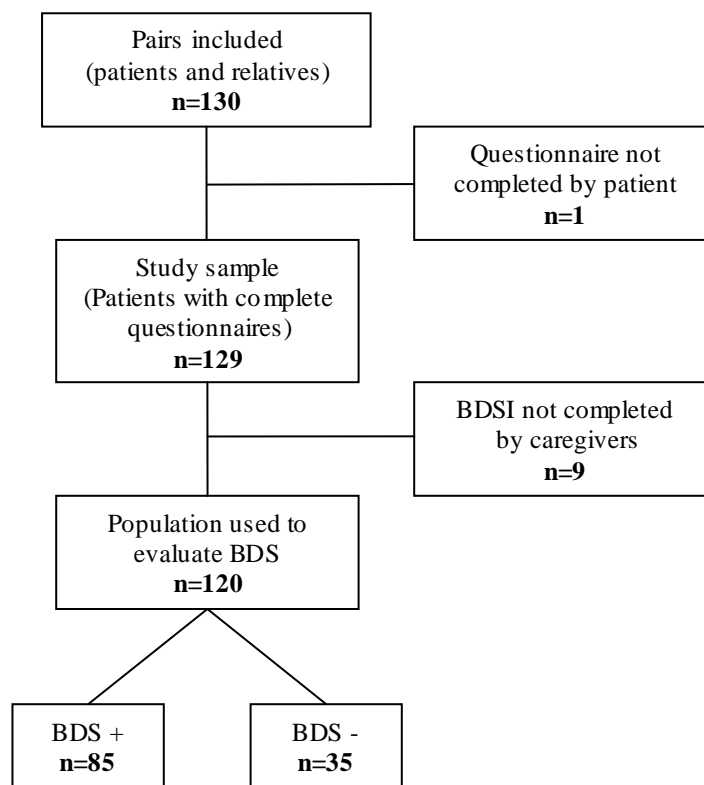 Pairs included
(patients and relatives)
n=130
Questionnaire not
completed by patient
n=1
Study sample
(Patients with complete
questionnaires)
n=129
BDSI not completed
by caregivers
n=9
Population used to
evaluate BDS
n=120
BDS +
n=85
BDS -
n=35